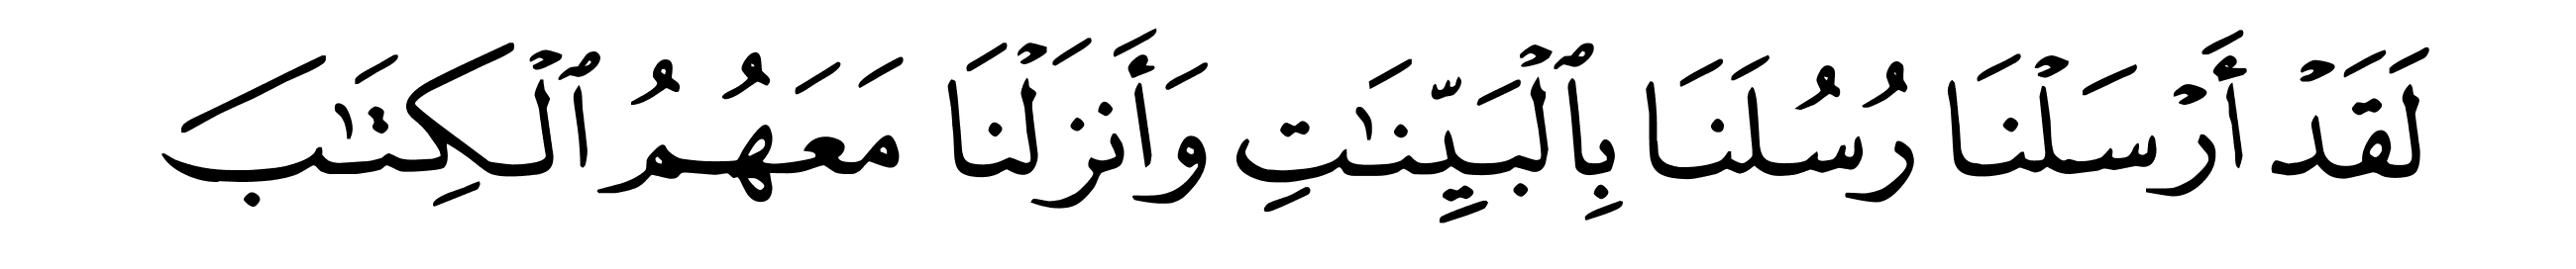 لَقَدْ أَرْسَلْنَا رُسُلَنَا بِٱلْبَيِّنَـٰتِ وَأَنزَلْنَا مَعَهُمُ ٱلْكِتَـٰبَ